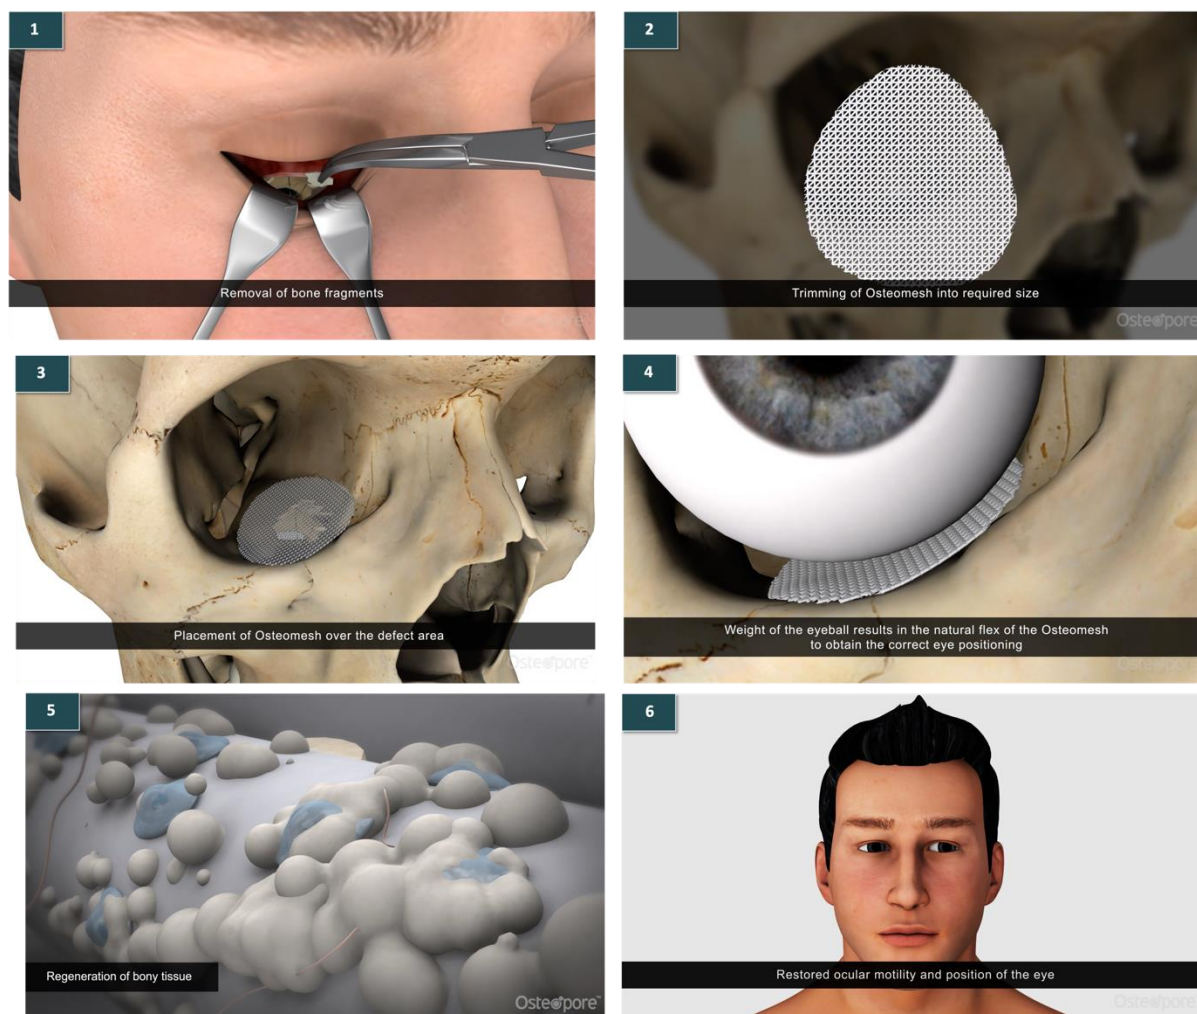 1
Removal of bone fragments
2
Trimming of Osteomesh into required size
Osteopore
3
Placement of Osteomesh over the defect area
Osteopore™
4
Weight of the eyeball results in the natural flex of the Osteomesh
to obtain the correct eye positioning
Osteopore
5
Regeneration of bony tissue
Osteopore™
6
Restored ocular motility and position of the eye
Osteopore